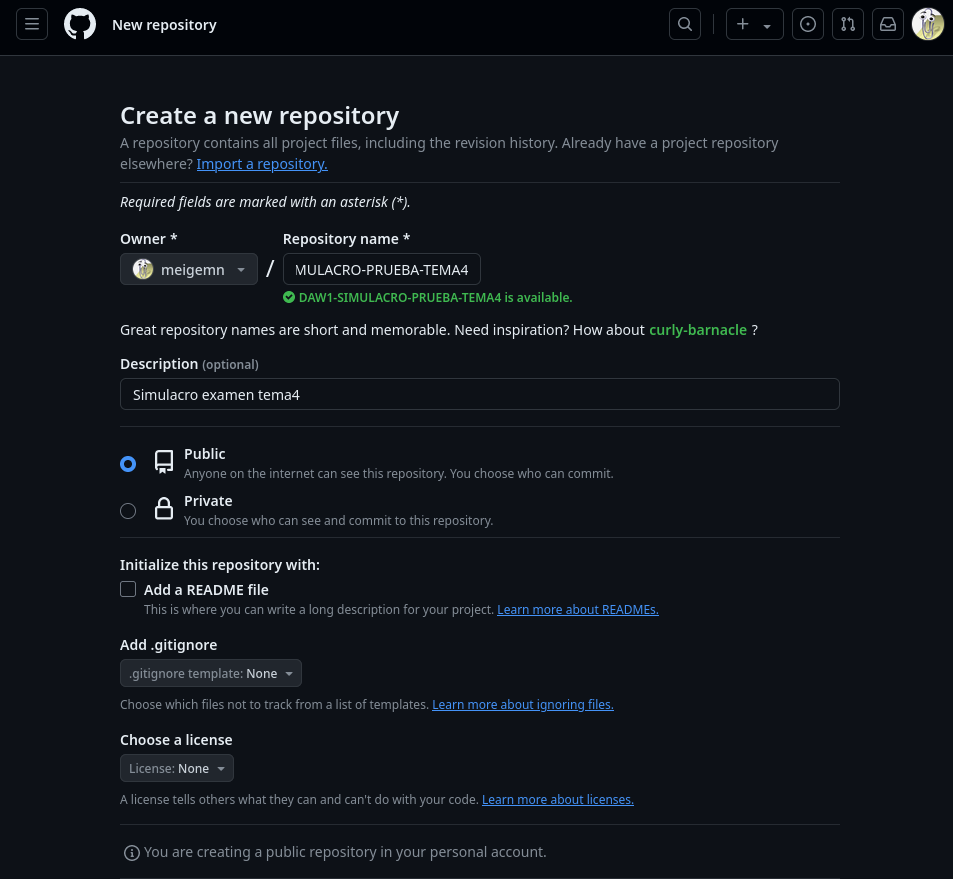 New repository
Create a new repository
A repository contains all project files, including the revision history. Already have a project repository
elsewhere? Import a repository.
Required fields are marked with an asterisk (*).
Owner *
Repository name *
meigemn
/
MULACRO-PRUEBA-TEMA4
DAW1-SIMULACRO-PRUEBA-TEMA4 is available.
Great repository names are short and memorable. Need inspiration? How about curly-barnacle ?
Description (optional)
Simulacro examen tema4
Public
Anyone on the internet can see this repository. You choose who can commit.
Private
You choose who can see and commit to this repository.
Initialize this repository with:
Add a README file
This is where you can write a long description for your project. Learn more about READMEs.
Add .gitignore
.gitignore template: None
Choose which files not to track from a list of templates. Learn more about ignoring files.
Choose a license
License: None
A license tells others what they can and can't do with your code. Learn more about licenses.
You are creating a public repository in your personal account.